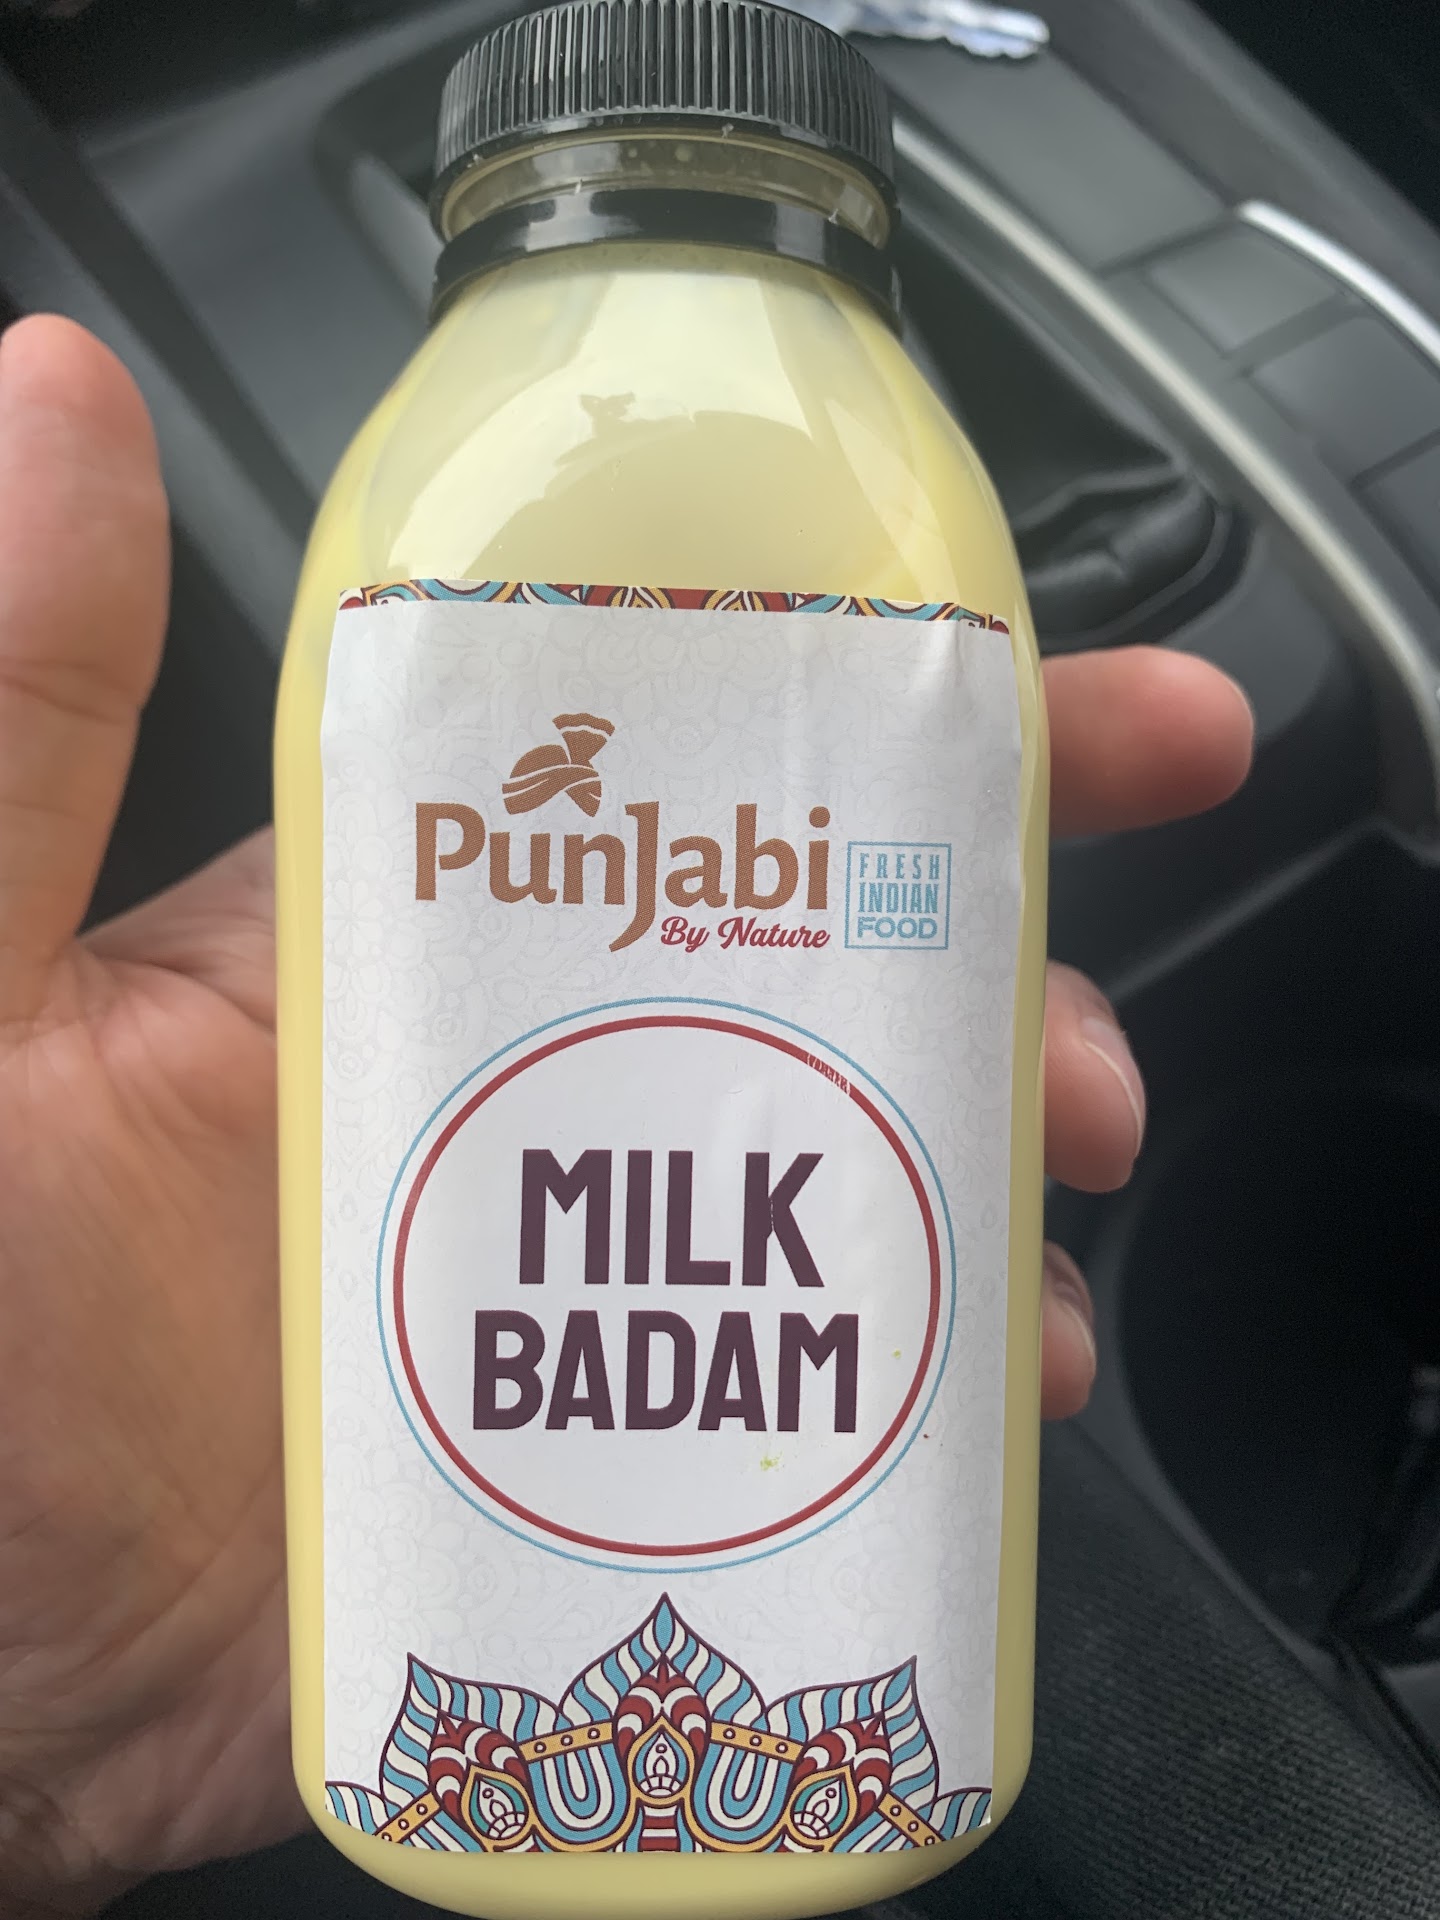 PunJabi
By Nature
FRESH
INDIAN
FOOD
MILK
BADAM